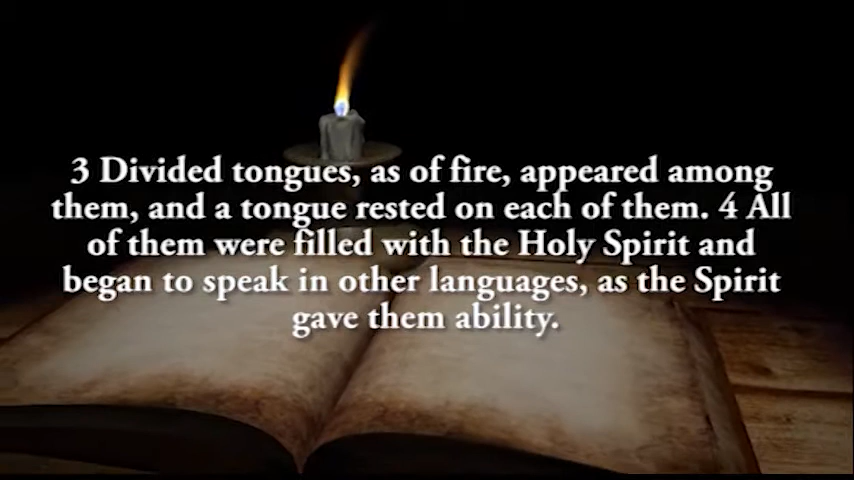 3 Divided tongues, as of fire, appeared among
them, and a tongue rested on each of them. 4 All
of them were filled with the Holy Spirit and
began to speak in other languages, as the Spirit
gave them ability.